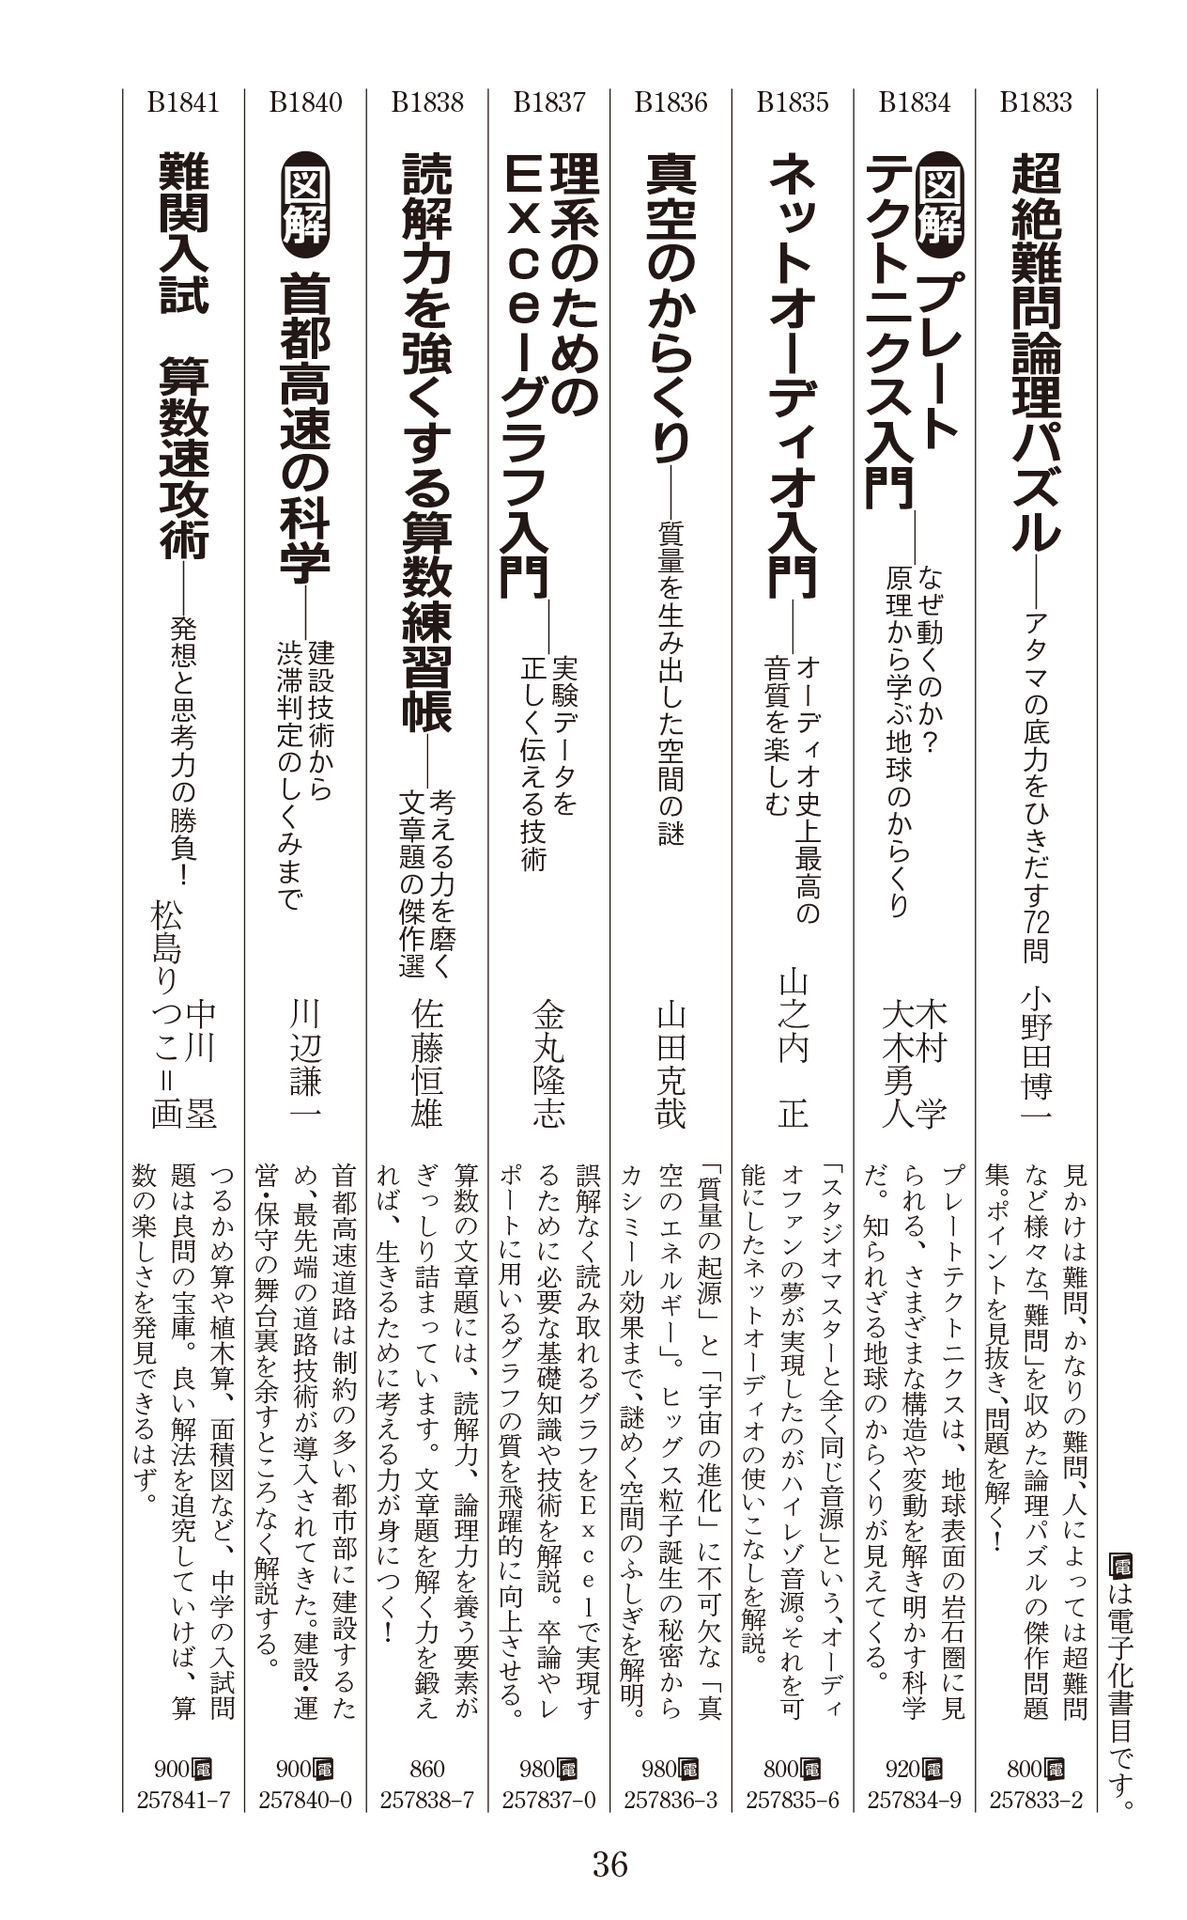 電は電子化書目です。
B1833
超絶難問論理パズル
――アタマの底力をひきだす72問
小野田博一
見かけは難問、かなりの難問、人によっては超難問
など様々な「難問」を収めた論理パズルの傑作問題
集。ポイントを見抜き、問題を解く!
800電
257833-2
B1834
図解 プレート
テクトニクス入門
――なぜ動くのか?
原理から学ぶ地球のからくり
木村 学
大木勇人
プレートテクトニクスは、地球表面の岩石圏に見
られる、さまざまな構造や変動を解き明かす科学
だ。知られざる地球のからくりが見えてくる。
920電
257834-9
B1835
ネットオーディオ入門
――オーディオ史上最高の
音質を楽しむ
山之内 正
「スタジオマスターと全く同じ音源」という、オーディ
オファンの夢が実現したのがハイレゾ音源。それを可
能にしたネットオーディオの使いこなしを解説。
800電
257835-6
B1836
真空のからくり
――質量を生み出した空間の謎
山田克哉
「質量の起源」と「宇宙の進化」に不可欠な「真
空のエネルギー」。ヒッグス粒子誕生の秘密から
カシミール効果まで、謎めく空間のふしぎを解明。
980電
257836-3
B1837
理系のための
Excelグラフ入門
――実験データを
正しく伝える技術
金丸隆志
誤解なく読み取れるグラフをExcelで実現す
るために必要な基礎知識や技術を解説。卒論やレ
ポートに用いるグラフの質を飛躍的に向上させる。
980電
257837-0
B1838
読解力を強くする算数練習帳
――考える力を磨く
文章題の傑作選
佐藤恒雄
算数の文章題には、読解力、論理力を養う要素が
ぎっしり詰まっています。文章題を解く力を鍛え
れば、生きるために考える力が身につく!
860
257838-7
B1840
図解 首都高速の科学
――建設技術から
渋滞判定のしくみまで
川辺謙一
首都高速道路は制約の多い都市部に建設するた
め、最先端の道路技術が導入されてきた。建設・運
営・保守の舞台裏を余すところなく解説する。
900電
257840-0
B1841
難関入試 算数速攻術
――発想と思考力の勝負!
中川 塁
松島りつこ=画
つるかめ算や植木算、面積図など、中学の入試問
題は良問の宝庫。良い解法を追究していけば、算
数の楽しさを発見できるはず。
900電
257841-7
36